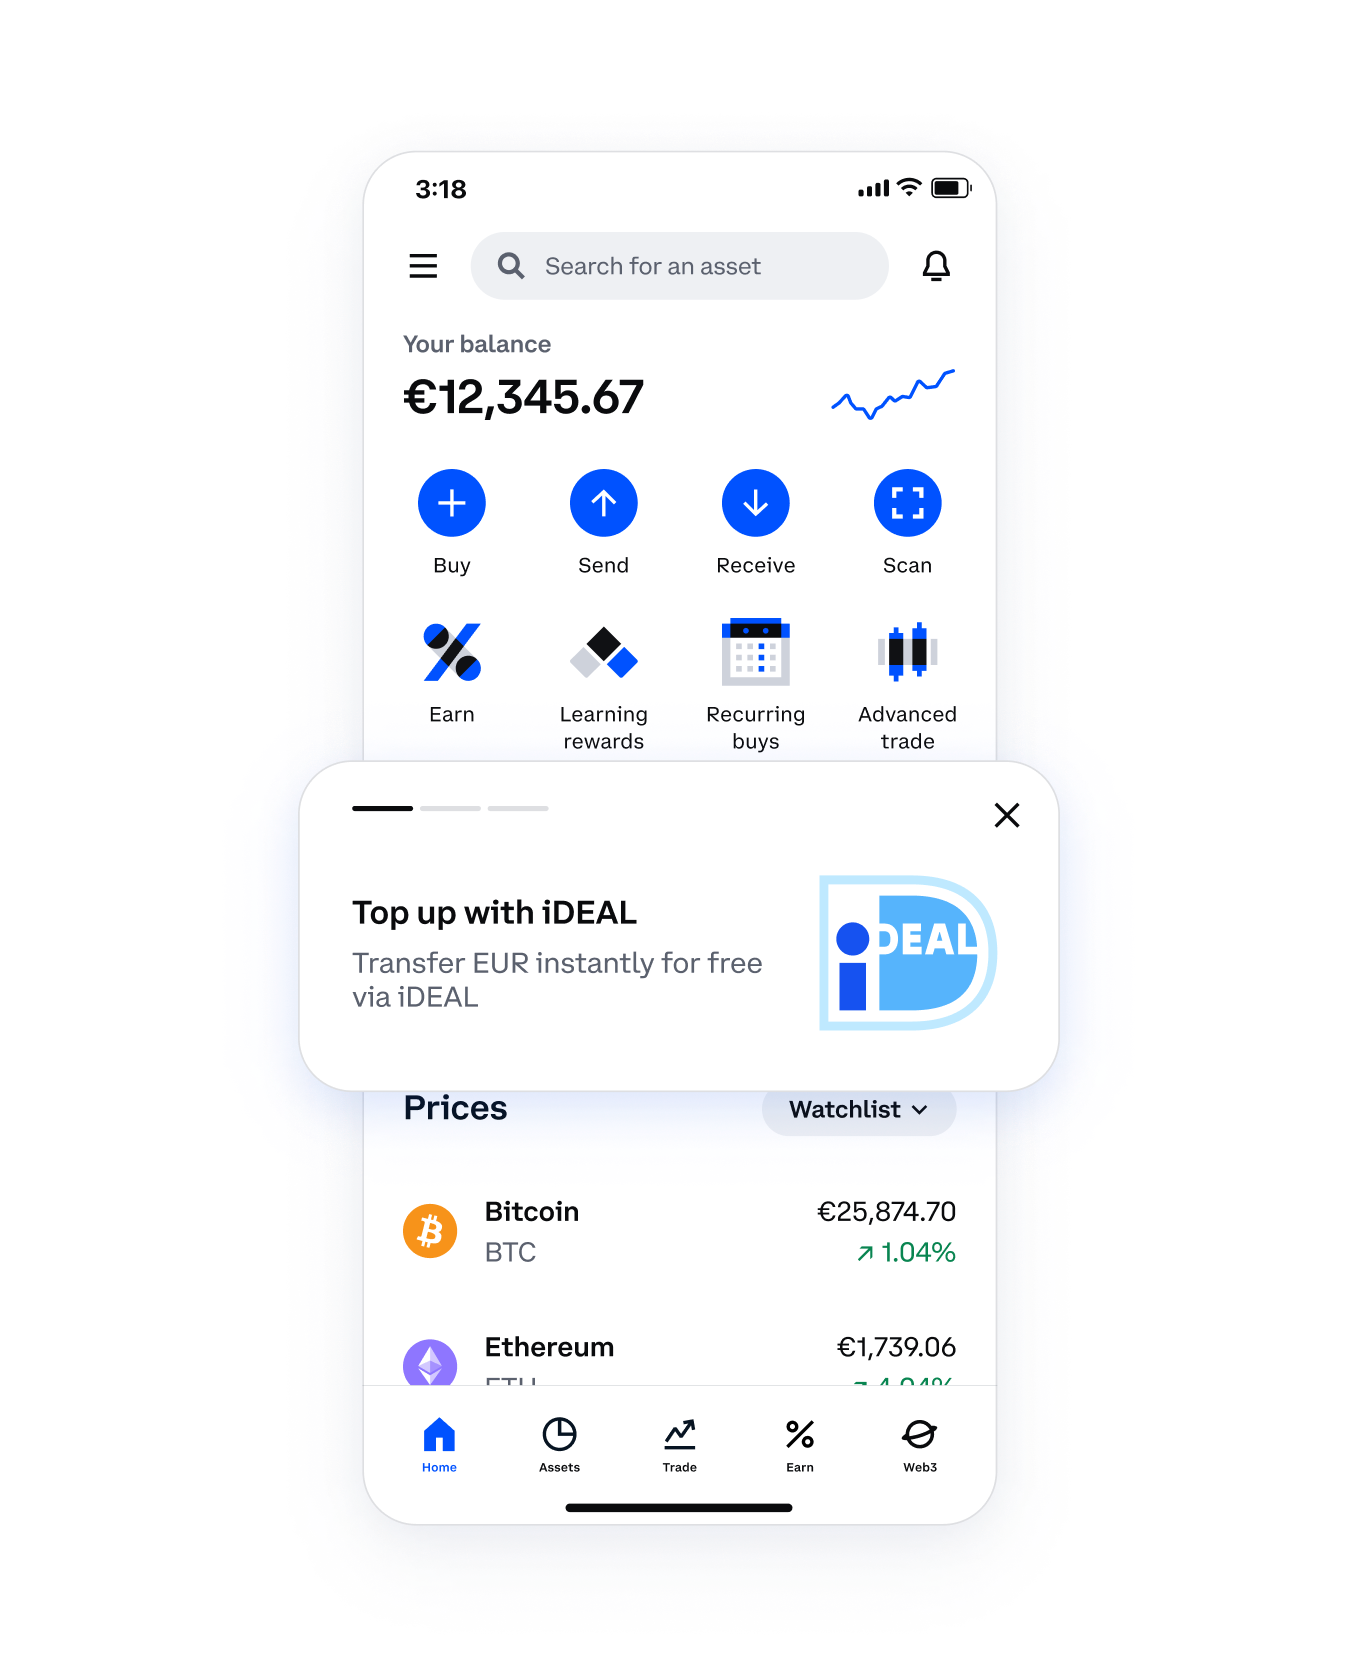 3:18
Search for an asset
Your balance
€12,345.67
Buy
Send
Receive
Scan
Earn
Learning
rewards
Recurring
buys
Advanced
trade
Top up with iDEAL
Transfer EUR instantly for free
via iDEAL
iDEAL
Prices
Watchlist
Bitcoin
€25,874.70
BTC
1.04%
Ethereum
€1,739.06
ETH
Home
Assets
Trade
Earn
Web3